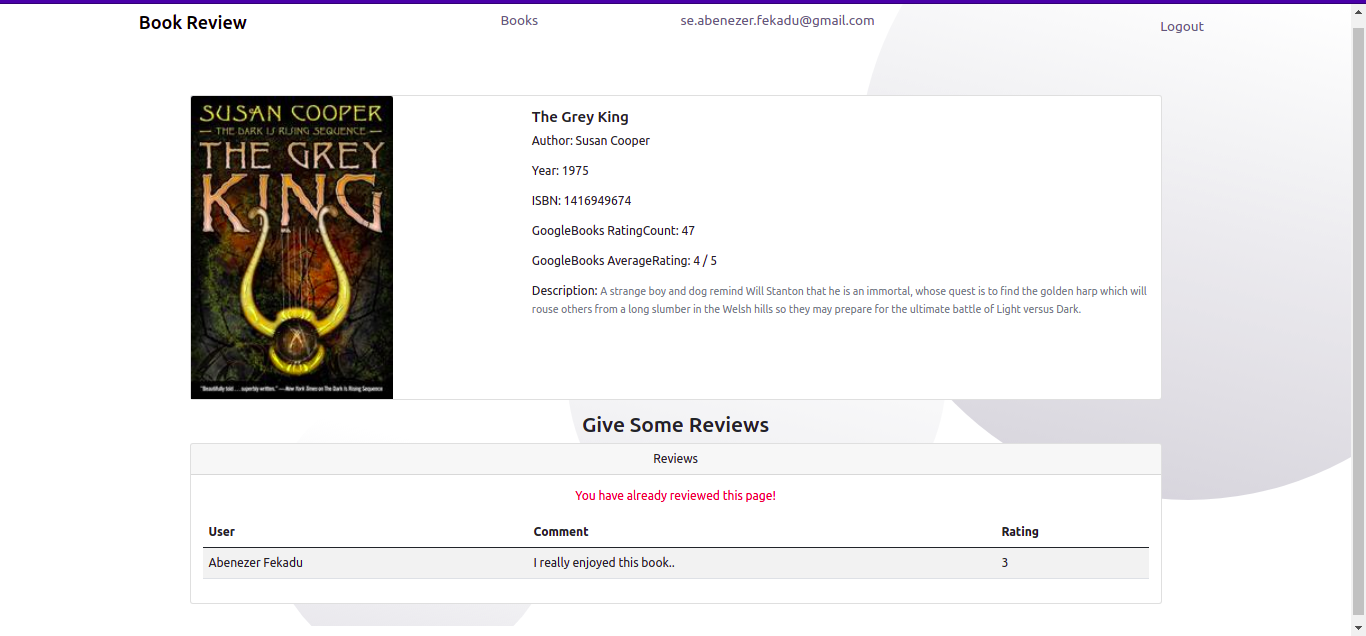 Book Review
Books
se.abenezer.fekadu@gmail.com
Logout
SUSAN COOPER
— THE DARK IS RISING SEQUENCE —
THE GREY
KING
"Beautifully told . . . superbly written." —New York Times on The Dark Is Rising Sequence
The Grey King
Author: Susan Cooper
Year: 1975
ISBN: 1416949674
GoogleBooks RatingCount: 47
GoogleBooks AverageRating: 4 / 5
Description: A strange boy and dog remind Will Stanton that he is an immortal, whose quest is to find the golden harp which will
rouse others from a long slumber in the Welsh hills so they may prepare for the ultimate battle of Light versus Dark.
Give Some Reviews
Reviews
You have already reviewed this page!
User Comment Rating
Abenezer Fekadu I really enjoyed this book.. 3